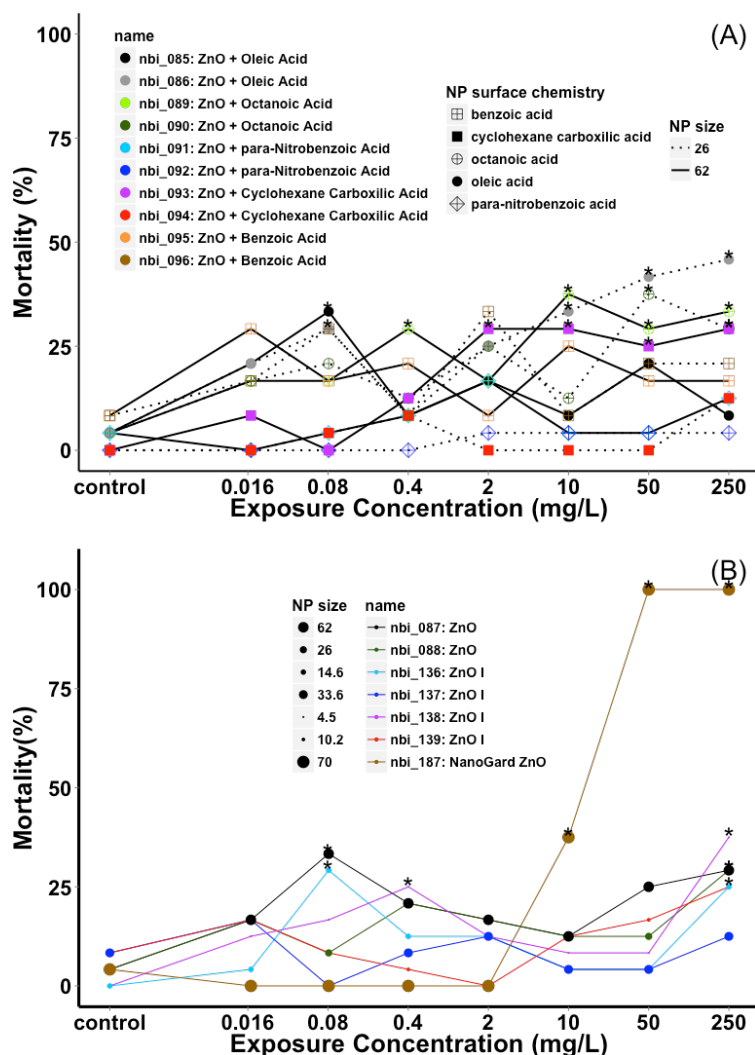 (A)
name
nbi_085: ZnO + Oleic Acid
nbi_086: ZnO + Oleic Acid
nbi_089: ZnO + Octanoic Acid
nbi_090: ZnO + Octanoic Acid
nbi_091: ZnO + para-Nitrobenzoic Acid
nbi_092: ZnO + para-Nitrobenzoic Acid
nbi_093: ZnO + Cyclohexane Carboxilic Acid
nbi_094: ZnO + Cyclohexane Carboxilic Acid
nbi_095: ZnO + Benzoic Acid
nbi_096: ZnO + Benzoic Acid
NP surface chemistry
benzoic acid
cyclohexane carboxilic acid
octanoic acid
oleic acid
para-nitrobenzoic acid
NP size
26
62
Mortality (%)
100
75
50
25
0
control 0.016 0.08 0.4 2 10 50 250
Exposure Concentration (mg/L)
(B)
NP size
62
26
14.6
33.6
4.5
10.2
70
name
nbi_087: ZnO
nbi_088: ZnO
nbi_136: ZnO I
nbi_137: ZnO I
nbi_138: ZnO I
nbi_139: ZnO I
nbi_187: NanoGard ZnO
Mortality(%)
100
75
50
25
0
control 0.016 0.08 0.4 2 10 50 250
Exposure Concentration (mg/L)